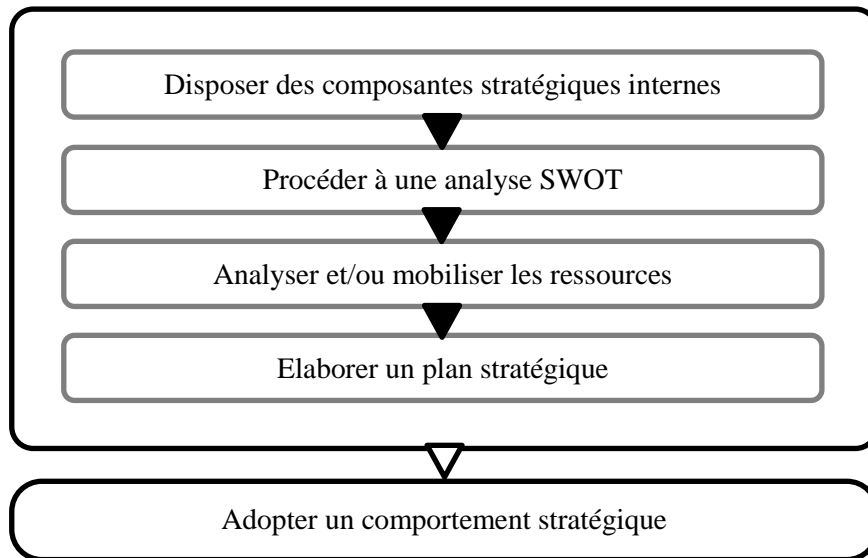 Disposer des composantes stratégiques internes
Procéder à une analyse SWOT
Analyser et/ou mobiliser les ressources
Elaborer un plan stratégique
Adopter un comportement stratégique